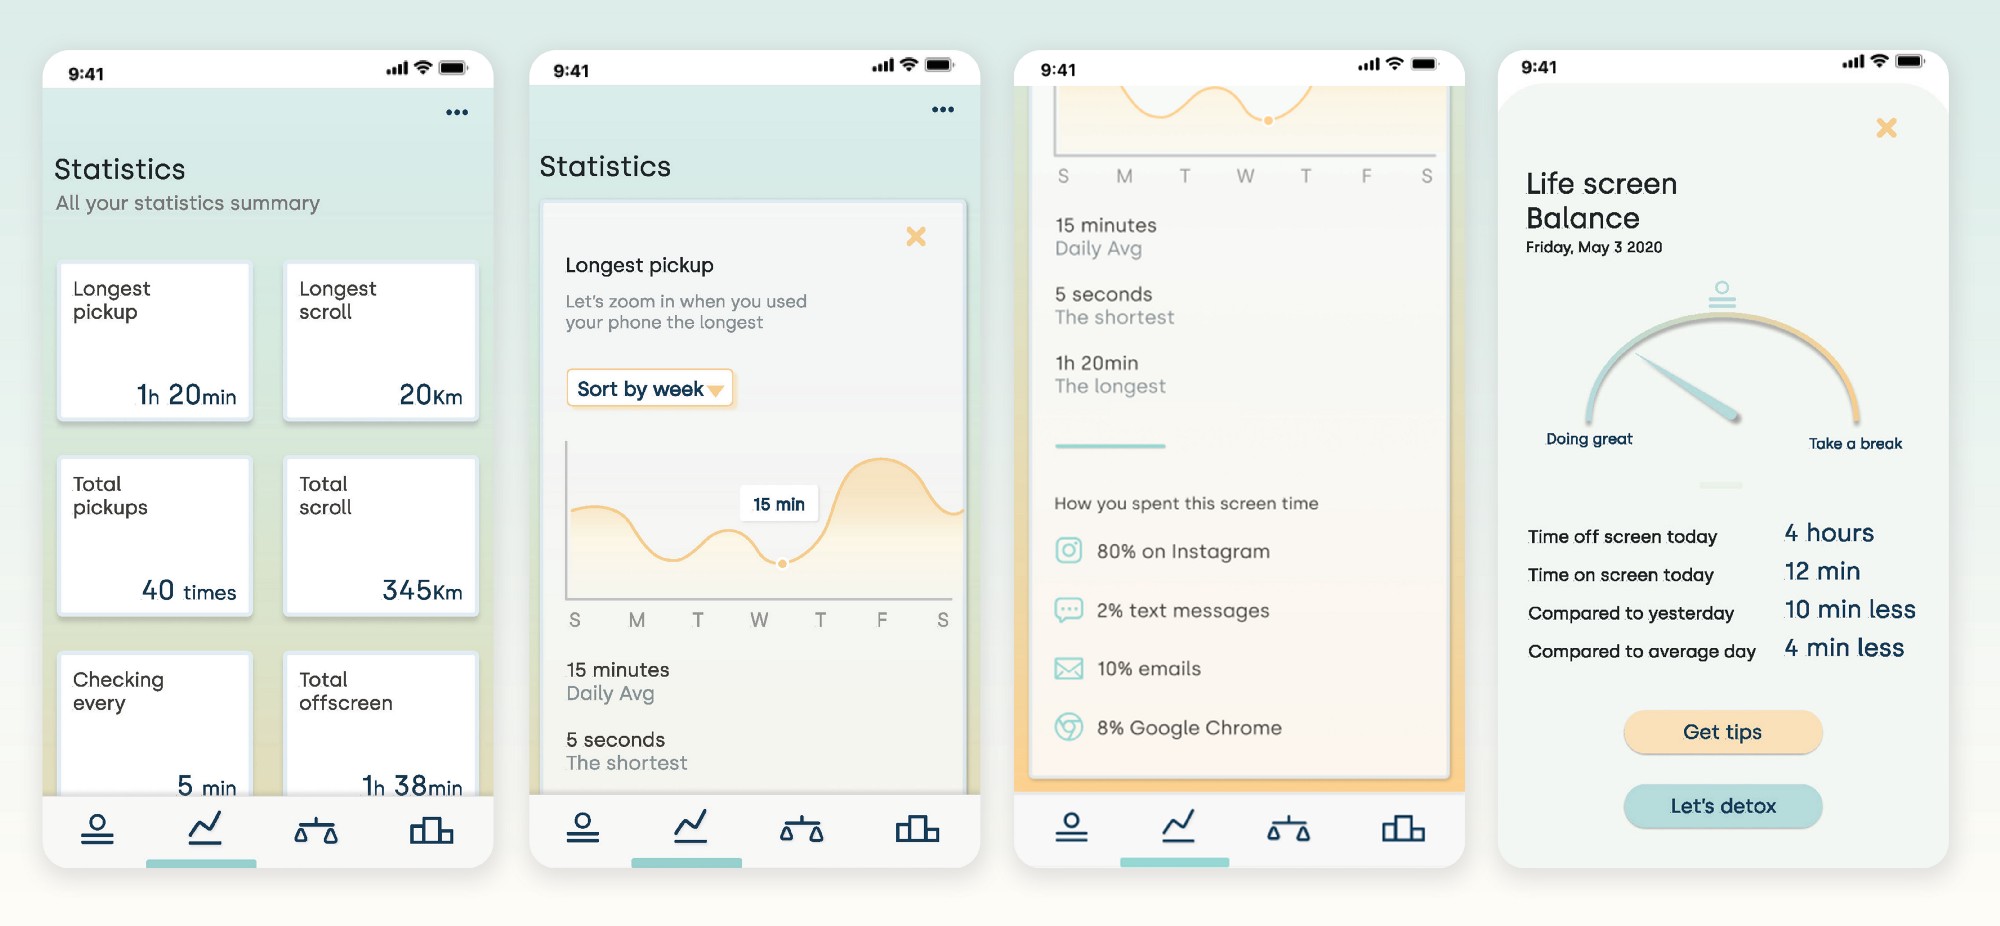 9:41
Statistics
All your statistics summary
Longest
pickup
1h 20min
Longest
scroll
20Km
Total
pickups
40 times
Total
scroll
345Km
Checking
every
5 min
Total
offscreen
1h 38min
9:41
Statistics
Longest pickup
Let's zoom in when you used
your phone the longest
Sort by week
15 min
S M T W T F S
15 minutes
Daily Avg
5 seconds
The shortest
9:41
S M T W T F S
15 minutes
Daily Avg
5 seconds
The shortest
1h 20min
The longest
How you spent this screen time
80% on Instagram
2% text messages
10% emails
8% Google Chrome
9:41
Life screen
Balance
Friday, May 3 2020
Doing great
Take a break
Time off screen today 4 hours
Time on screen today 12 min
Compared to yesterday 10 min less
Compared to average day 4 min less
Get tips
Let's detox